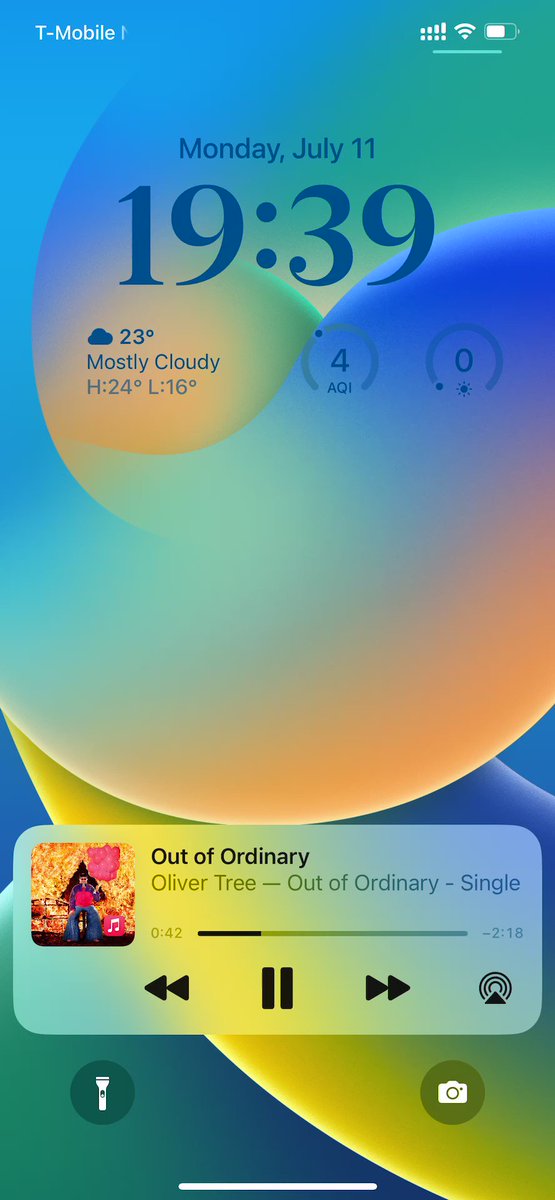 T-Mobile
Monday, July 11
19:39
23°
Mostly Cloudy
H:24° L:16°
4
AQI
0
Out of Ordinary
Oliver Tree — Out of Ordinary - Single
0:42
−2:18